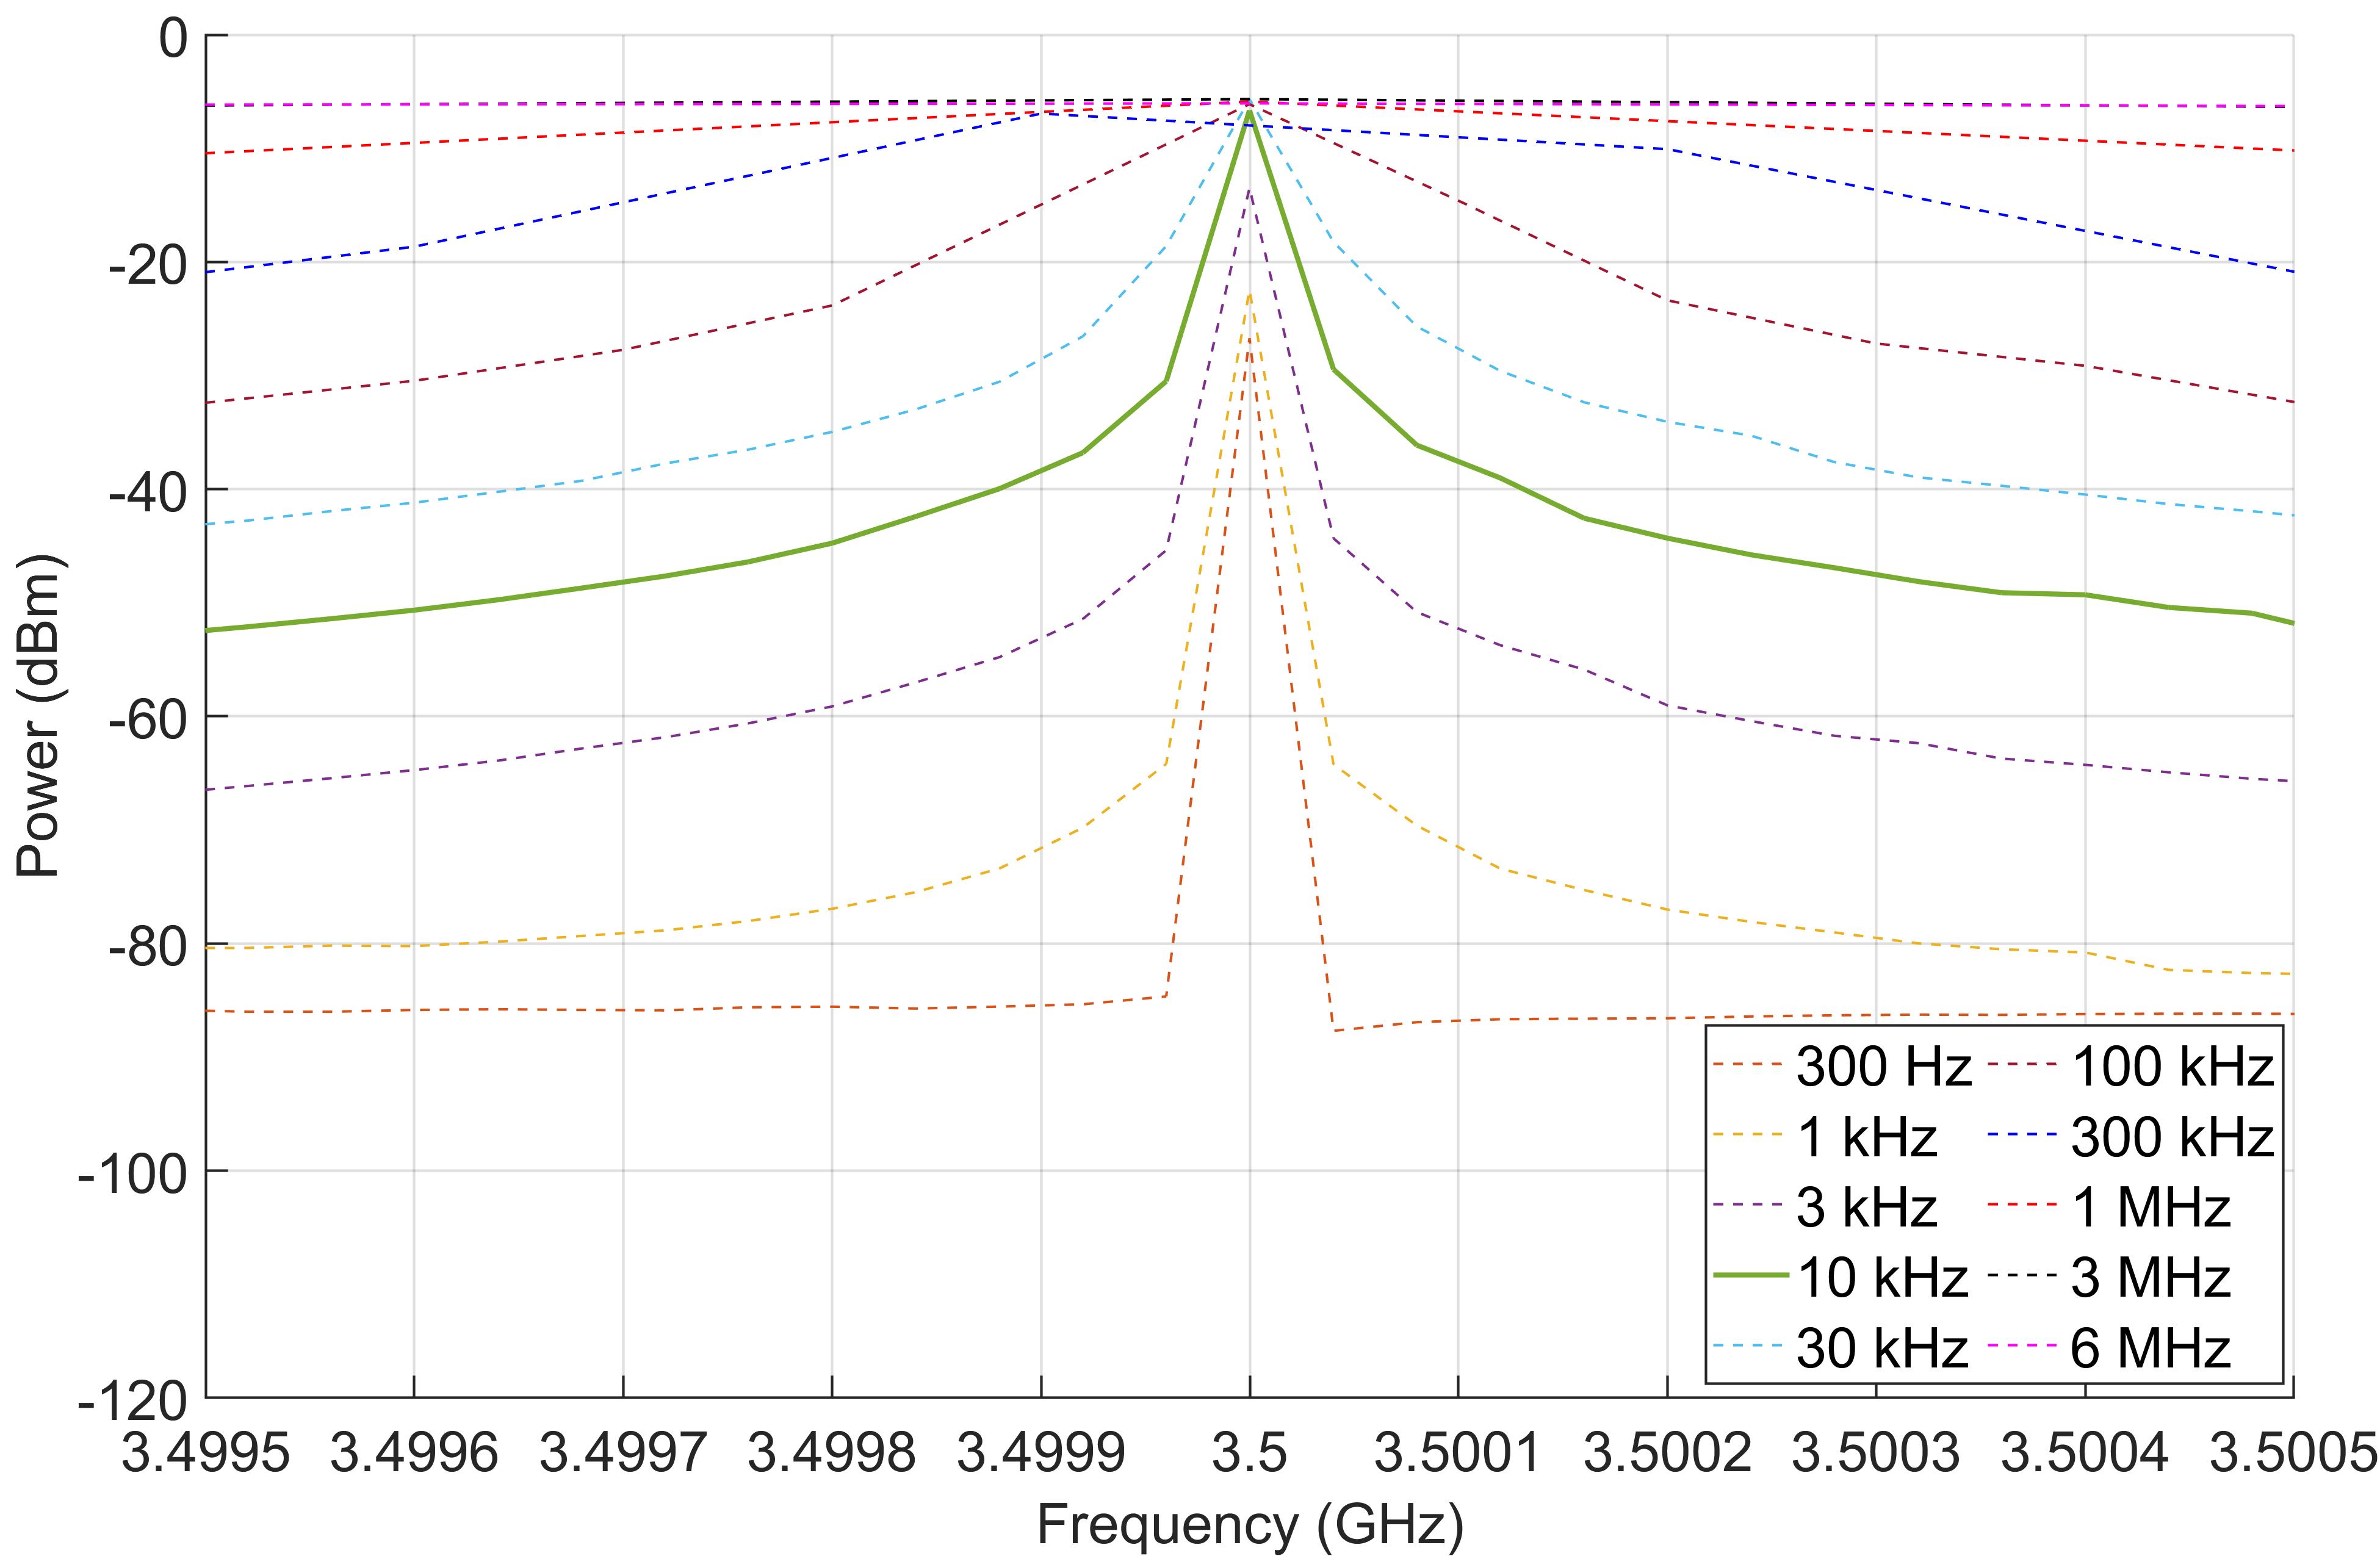 0
-20
-40
-60
-80
-100
-120
Power (dBm)
3.4995 3.4996 3.4997 3.4998 3.4999 3.5 3.5001 3.5002 3.5003 3.5004 3.5005
Frequency (GHz)
300 Hz 100 kHz
1 kHz 300 kHz
3 kHz 1 MHz
10 kHz 3 MHz
30 kHz 6 MHz